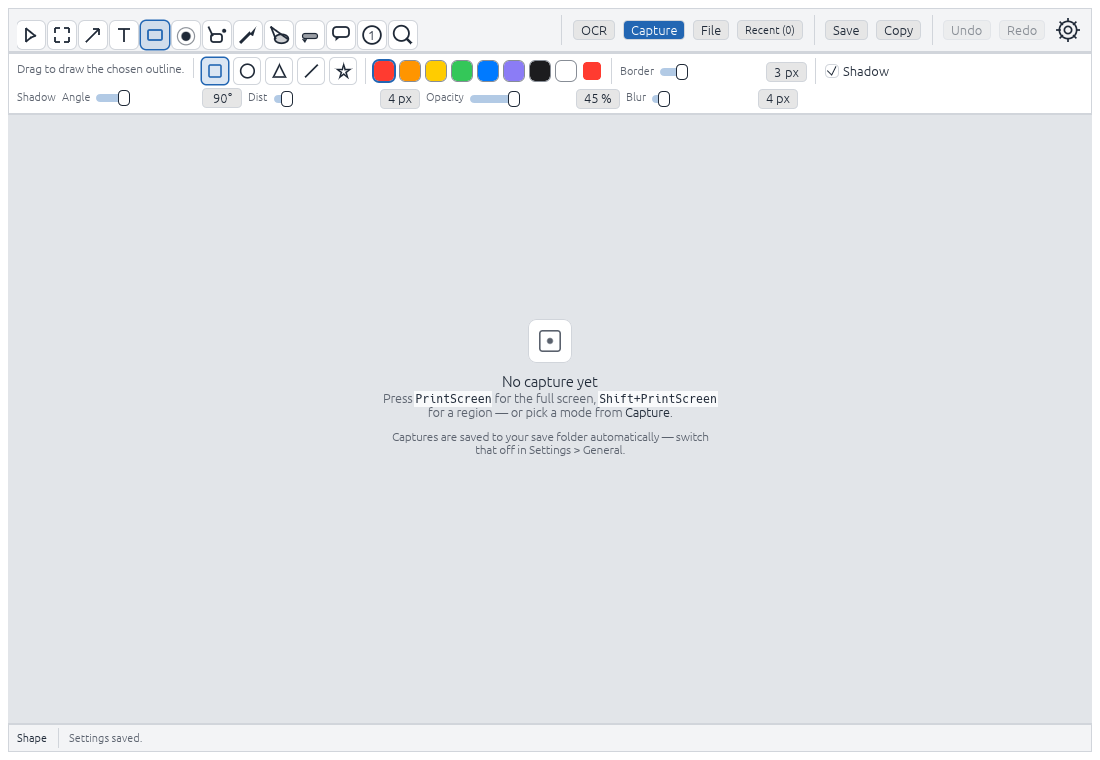 T
1
OCR
Capture
File
Recent (0)
Save
Copy
Undo
Redo
Drag to draw the chosen outline.
Border
3 px
Shadow
Shadow Angle
90°
Dist
4 px
Opacity
45 %
Blur
4 px
No capture yet
Press PrintScreen for the full screen, Shift+PrintScreen
for a region — or pick a mode from Capture.
Captures are saved to your save folder automatically — switch
that off in Settings > General.
Shape
Settings saved.